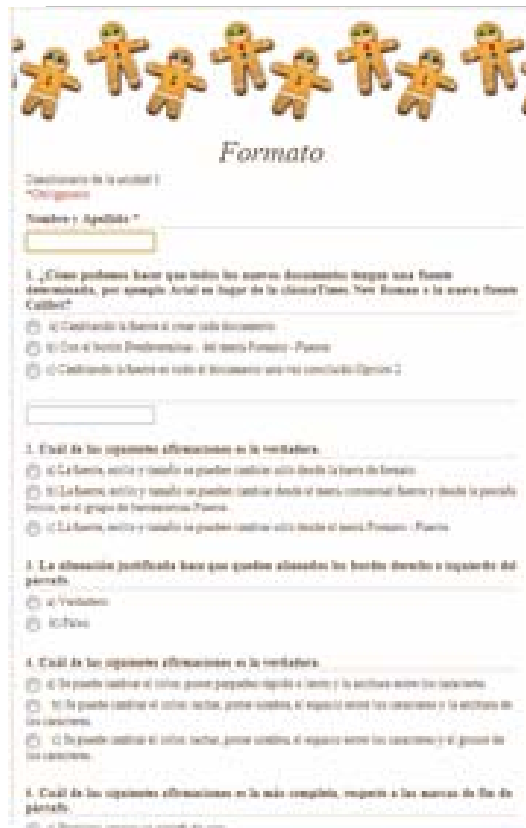 Formato
Cuestionario de la unidad 3
*Obligatorio
Nombre y Apellido *
1. ¿Cómo podemos hacer que todos los nuevos documentos tengan una fuente
determinada, por ejemplo Arial en lugar de la clásica Times New Roman o la nueva fuente
Calibri?
a) Cambiando la fuente al crear cada documento
b) Con el botón Predeterminar... del menú Formato - Fuente
c) Cambiando la fuente en todo el documento una vez concluido Opción 2
2. Cuál de las siguientes afirmaciones es la verdadera.
a) La fuente, estilo y tamaño se pueden cambiar sólo desde la barra de formato.
b) La fuente, estilo y tamaño se pueden cambiar desde el menú contextual fuente y desde la pestaña
Inicio, en el grupo de herramientas Fuente.
c) La fuente, estilo y tamaño se pueden cambiar sólo desde el menú Formato - Fuente.
3. La alineación justificada hace que queden alineados los bordes derecho e izquierdo del
párrafo.
a) Verdadero.
b) Falso.
4. Cuál de las siguientes afirmaciones es la verdadera.
a) Se puede cambiar el color, poner parpadeo rápido o lento y la anchura entre los caracteres.
b) Se puede cambiar el color, tachar, poner sombra, el espacio entre los caracteres y la anchura de
los caracteres.
c) Se puede cambiar el color, tachar, poner sombra, el espacio entre los caracteres y el grosor de
los caracteres.
5. Cuál de las siguientes afirmaciones es la más completa, respecto a las marcas de fin de
párrafo.